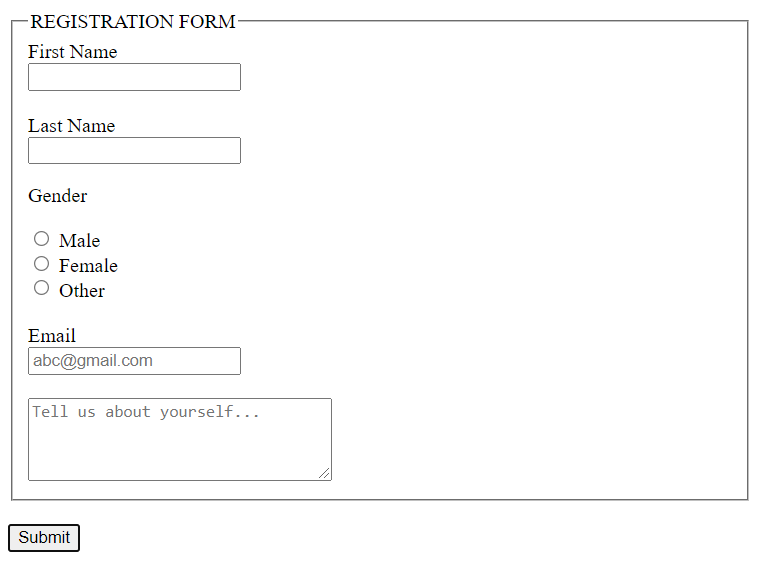 REGISTRATION FORM
First Name
Last Name
Gender
Male
Female
Other
Email
abc@gmail.com
Tell us about yourself...
Submit